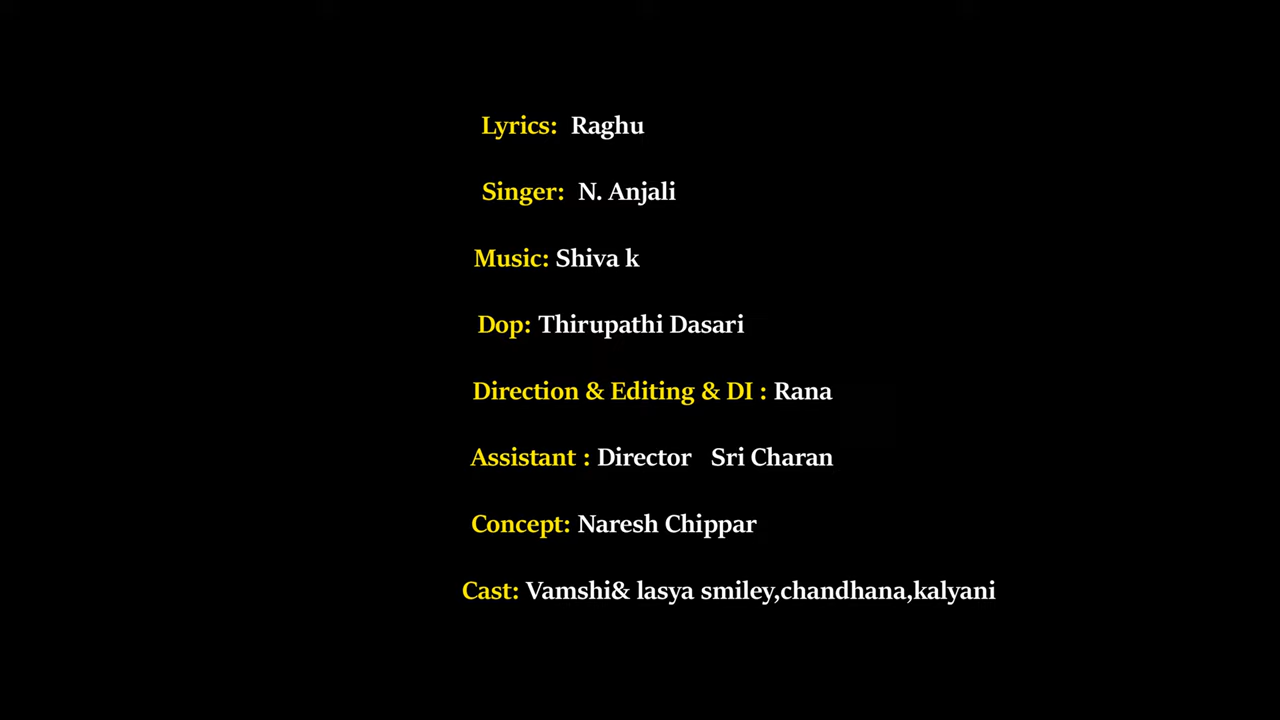 Lyrics: Raghu
Singer: N. Anjali
Music: Shiva k
Dop: Thirupathi Dasari
Direction & Editing & DI : Rana
Assistant : Director Sri Charan
Concept: Naresh Chippar
Cast: Vamshi& lasya smiley,chandhana,kalyani